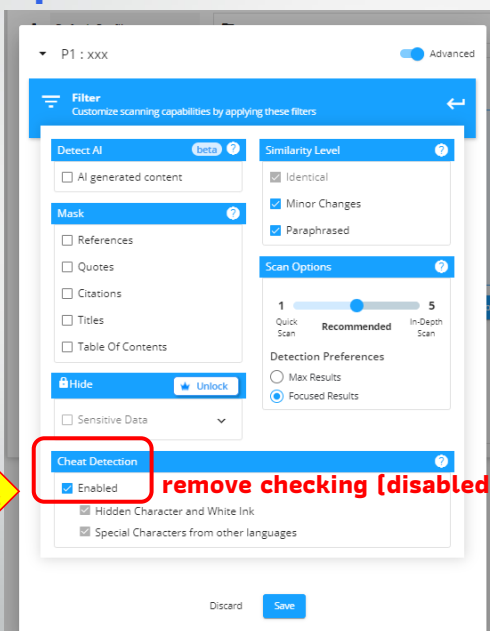 P1 : xxx
Advanced
Filter
Customize scanning capabilities by applying these filters
Detect AI
beta
?
AI generated content
Mask
?
References
Quotes
Citations
Titles
Table Of Contents
Hide
Unlock
Sensitive Data
Similarity Level
?
Identical
Minor Changes
Paraphrased
Scan Options
?
1
5
Quick
Scan
Recommended
In-Depth
Scan
Detection Preferences
Max Results
Focused Results
Cheat Detection
?
Enabled
remove checking (disabled
Hidden Character and White Ink
Special Characters from other languages
Discard
Save